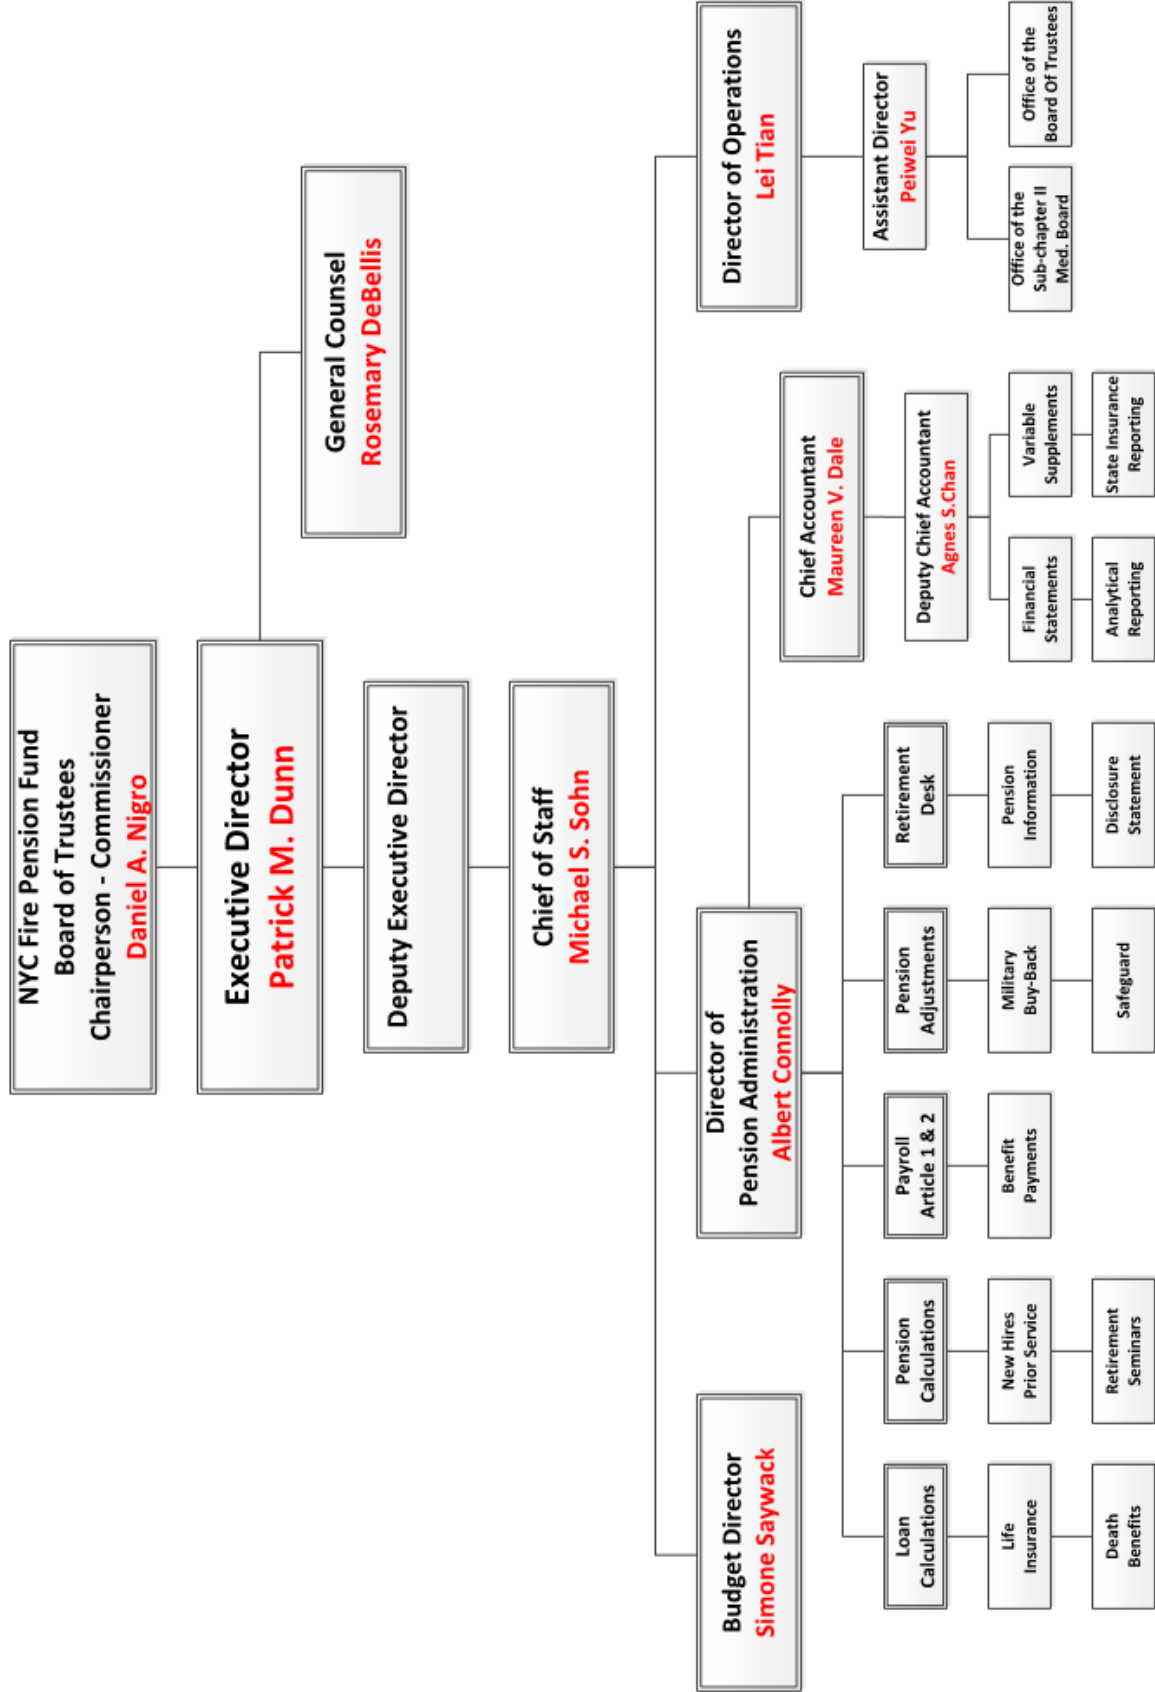 NYC Fire Pension Fund
Board of Trustees
Chairperson - Commissioner
Daniel A. Nigro
Executive Director
Patrick M. Dunn
General Counsel
Rosemary DeBellis
Deputy Executive Director
Chief of Staff
Michael S. Sohn
Budget Director
Simone Saywack
Director of
Pension Administration
Albert Connolly
Director of Operations
Lei Tian
Chief Accountant
Maureen V. Dale
Assistant Director
Peiwei Yu
Deputy Chief Accountant
Agnes S.Chan
Loan
Calculations
Pension
Calculations
Payroll
Article 1 & 2
Pension
Adjustments
Retirement
Desk
Life
Insurance
New Hires
Prior Service
Benefit
Payments
Military
Buy-Back
Pension
Information
Financial
Statements
Variable
Supplements
Office of the
Sub-chapter II
Med. Board
Office of the
Board Of Trustees
Death
Benefits
Retirement
Seminars
Safeguard
Disclosure
Statement
Analytical
Reporting
State Insurance
Reporting